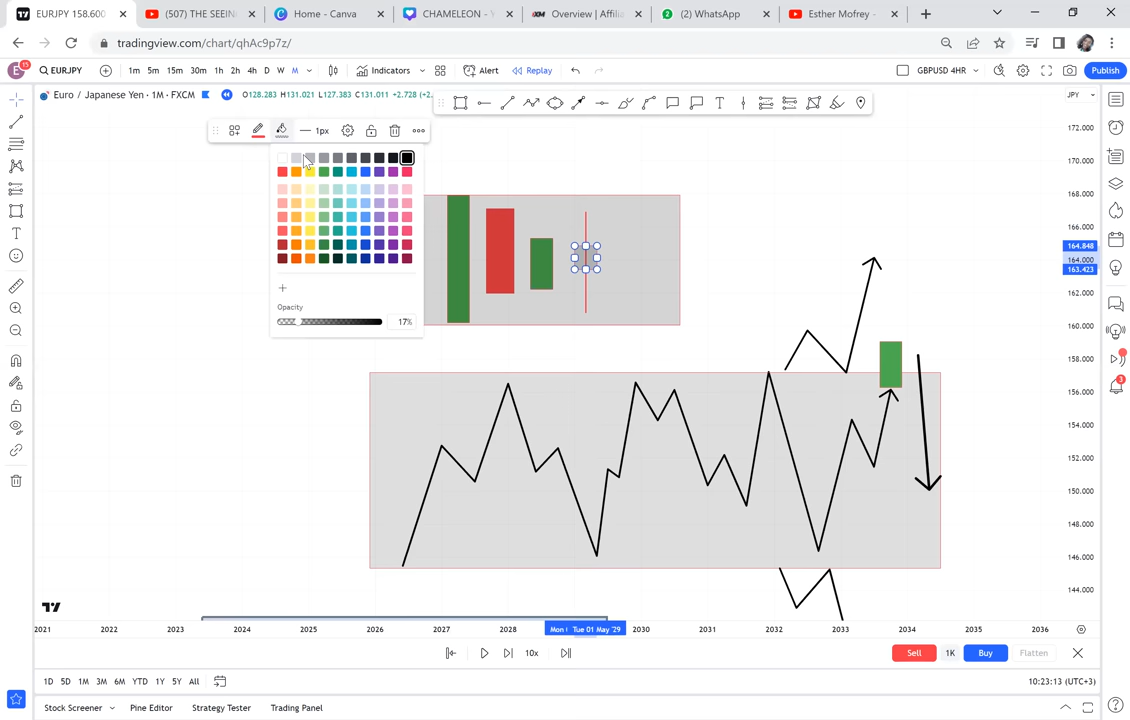 EURJPY 158.600
(507) THE SEEIN
Home - Canva
CHAMELEON - Y
Overview | Affilia
(2) WhatsApp
Esther Mofrey -
tradingview.com/chart/qhAc9p7z/
E
15
EURJPY
1m 5m 15m 30m 1h 2h 4h D W M
Indicators
Alert
Replay
GBPUSD 4HR
Publish
Euro / Japanese Yen · 1M · FXCM
O128.283 H131.021 L127.383 C131.011 +2.728 (+2.
JPY
1px
172.000
170.000
168.000
166.000
164.848
164.000
163.423
162.000
160.000
158.000
156.000
154.000
152.000
150.000
148.000
146.000
144.000
Opacity
17%
3
2021 2022 2023 2024 2025 2026 2027 2028 Mon Tue 01 May '29 2030 2031 2032 2033 2034 2035 2036
10x
Sell 1K Buy Flatten
1D 5D 1M 3M 6M YTD 1Y 5Y All
10:23:13 (UTC+3)
Stock Screener Pine Editor Strategy Tester Trading Panel